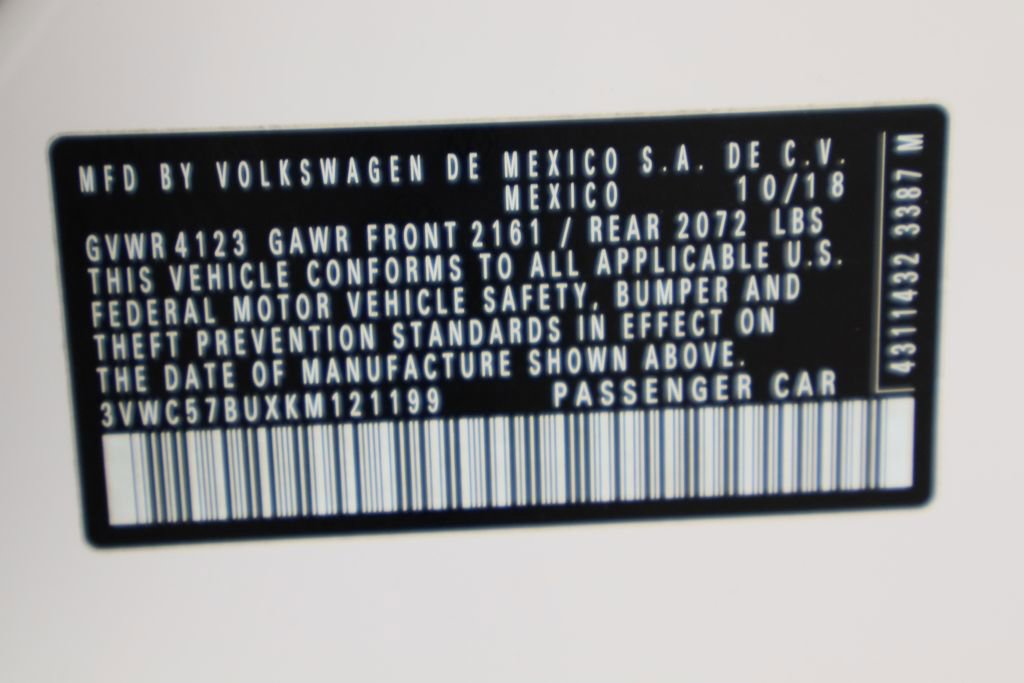 MFD BY VOLKSWAGEN DE MEXICO S.A. DE C.V.
MEXICO 10/18
GVWR 4123 GAWR FRONT 2161 / REAR 2072 LBS
THIS VEHICLE CONFORMS TO ALL APPLICABLE U.S.
FEDERAL MOTOR VEHICLE SAFETY, BUMPER AND
THEFT PREVENTION STANDARDS IN EFFECT ON
THE DATE OF MANUFACTURE SHOWN ABOVE.
3VWC57BUXKM121199 PASSENGER CAR
4311432 3387 M